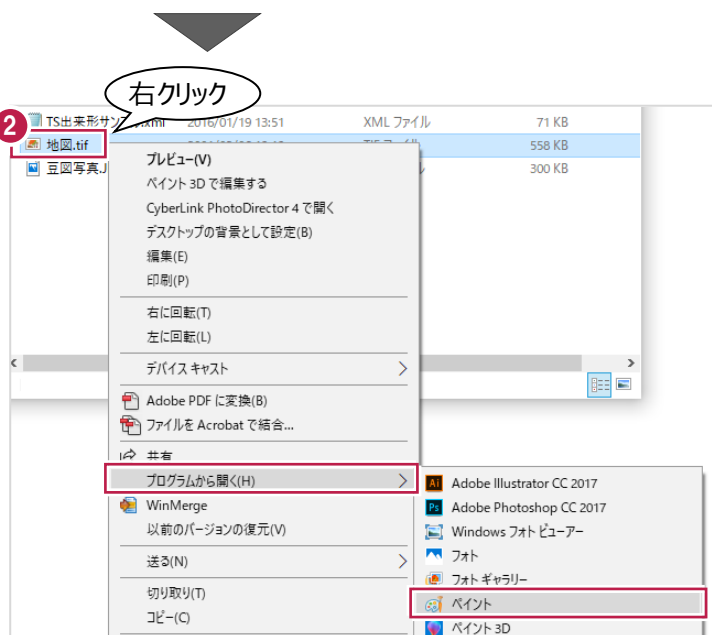 右クリック
2
TS出来形サン .xml 2016/01/19 13:51 XML ファイル 71 KB
地図.tif 558 KB
豆図写真.J 300 KB
プレビュー(V)
ペイント 3D で編集する
CyberLink PhotoDirector 4 で開く
デスクトップの背景として設定(B)
編集(E)
印刷(P)
右に回転(T)
左に回転(L)
デバイス キャスト
Adobe PDF に変換(B)
ファイルを Acrobat で結合...
共有
プログラムから開く(H)
WinMerge
以前のバージョンの復元(V)
送る(N)
切り取り(T)
コピー(C)
Ai Adobe Illustrator CC 2017
Ps Adobe Photoshop CC 2017
Windows フォト ビューアー
フォト
フォト ギャラリー
ペイント
ペイント 3D